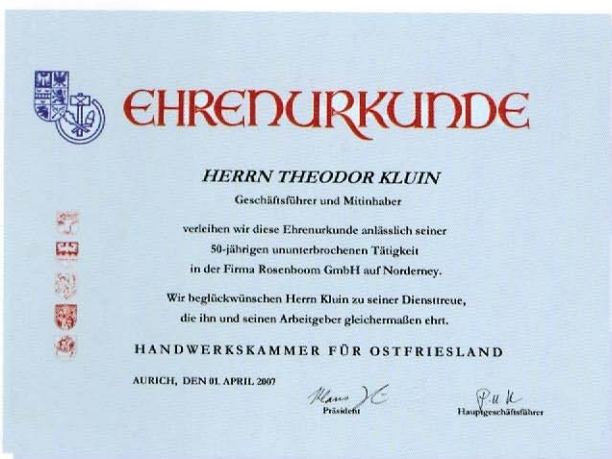 EHRENURKUNDE
HERRN THEODOR KLUIN
Geschäftsführer und Mitinhaber
verleihen wir diese Ehrenurkunde anlässlich seiner
50-jährigen ununterbrochenen Tätigkeit
in der Firma Rosenboom GmbH auf Norderney.
Wir beglückwünschen Herrn Kluin zu seiner Diensttreue,
die ihn und seinen Arbeitgeber gleichermaßen ehrt.
HANDWERKSKAMMER FÜR OSTFRIESLAND
AURICH, DEN 01. APRIL 2007
Klaus
Präsident
Hauptgeschäftsführer